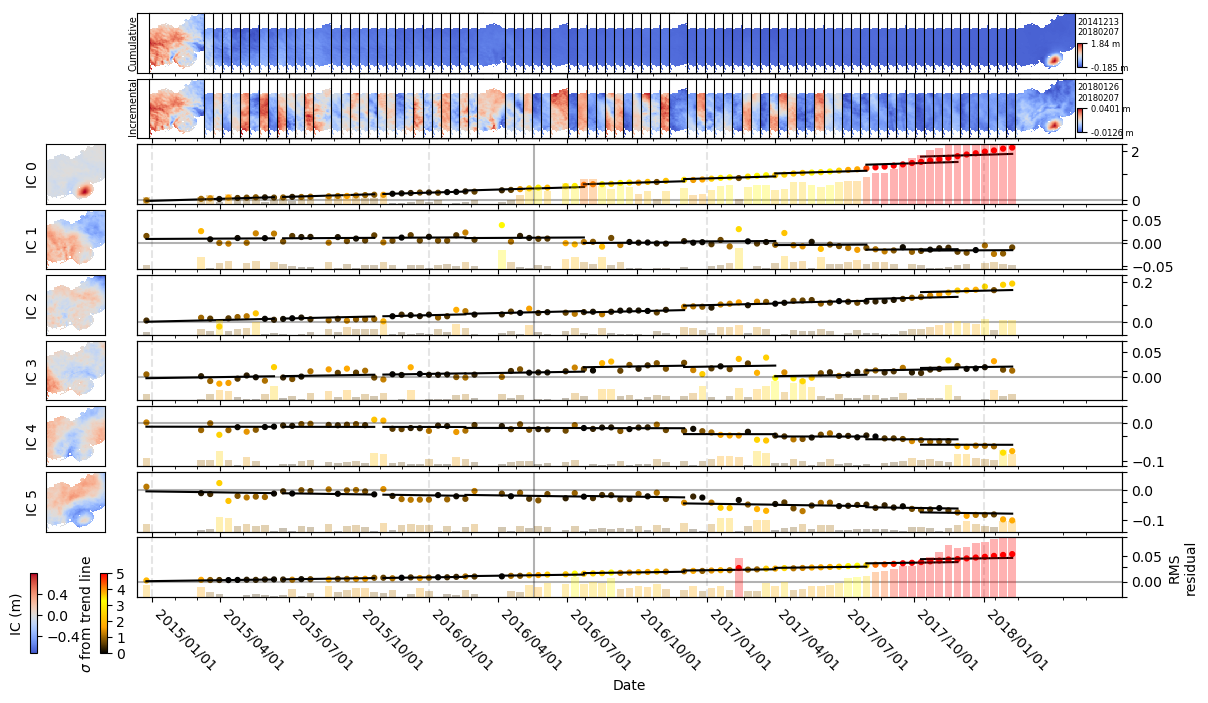 Cumulative
20141213
20180207
1.84 m
-0.185 m
Incremental
20180126
20180207
0.0401 m
-0.0126 m
IC 0
2
0
IC 1
0.05
0.00
−0.05
IC 2
0.2
0.0
IC 3
0.05
0.00
IC 4
0.0
−0.1
IC 5
0.0
−0.1
0.05
0.00
RMS
residual
IC (m)
0.4
0.0
−0.4
σ from trend line
5
4
3
2
1
0
2015/01/01
2015/04/01
2015/07/01
2015/10/01
2016/01/01
2016/04/01
2016/07/01
2016/10/01
2017/01/01
2017/04/01
2017/07/01
2017/10/01
2018/01/01
Date